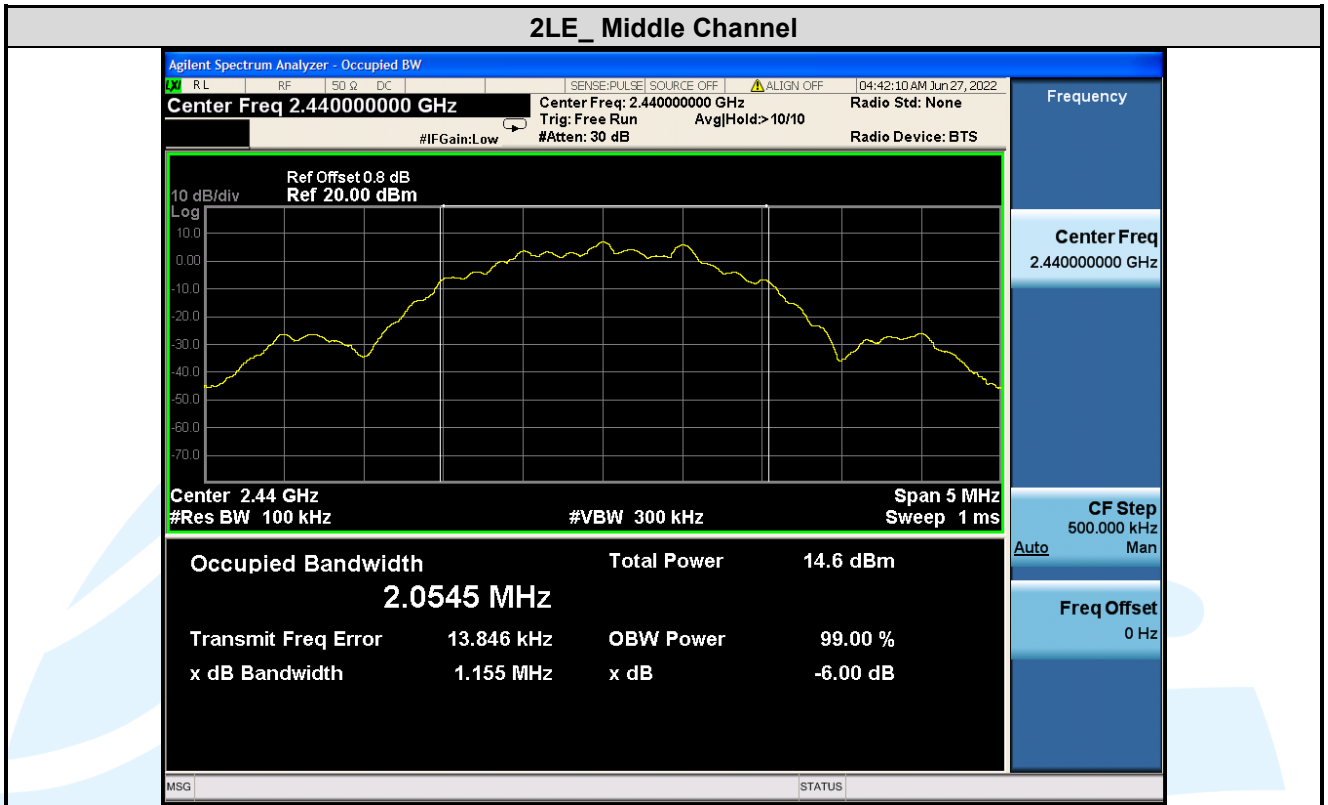 2LE_ Middle Channel
Agilent Spectrum Analyzer - Occupied BW
LXI RL RF 50 Ω DC SENSE:PULSE SOURCE OFF ALIGN OFF 04:42:10 AM Jun 27, 2022
Center Freq 2.440000000 GHz
Center Freq: 2.440000000 GHz Radio Std: None
Trig: Free Run Avg|Hold:> 10/10
#IFGain:Low #Atten: 30 dB Radio Device: BTS
Ref Offset 0.8 dB
10 dB/div Ref 20.00 dBm
Log
10.0
0.00
-10.0
-20.0
-30.0
-40.0
-50.0
-60.0
-70.0
Center 2.44 GHz Span 5 MHz
#Res BW 100 kHz #VBW 300 kHz Sweep 1 ms
Occupied Bandwidth Total Power 14.6 dBm
2.0545 MHz
Transmit Freq Error 13.846 kHz OBW Power 99.00 %
x dB Bandwidth 1.155 MHz x dB -6.00 dB
MSG STATUS
Frequency
Center Freq
2.440000000 GHz
CF Step
500.000 kHz
Auto Man
Freq Offset
0 Hz